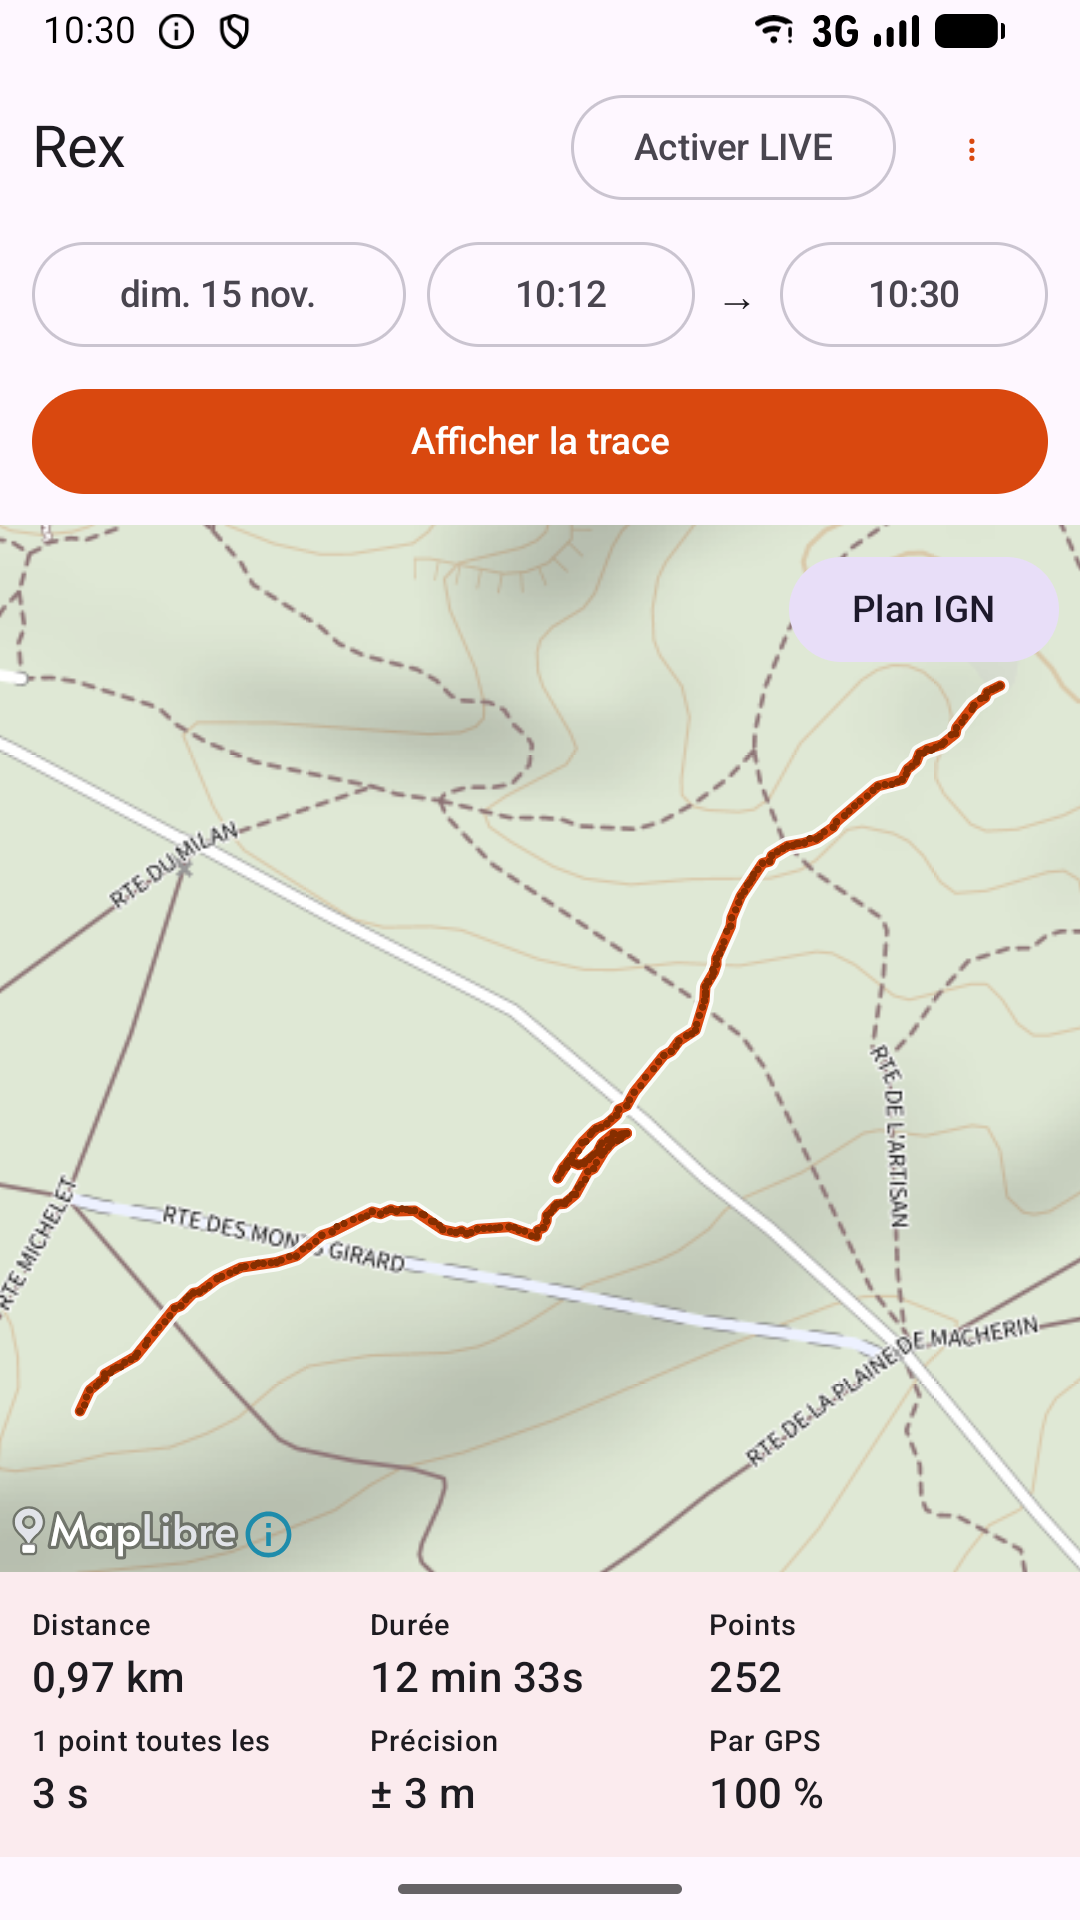 10:30
3G
Rex
Activer LIVE
dim. 15 nov.
10:12
→
10:30
Afficher la trace
Plan IGN
RTE DU MILAN
RTE DE L'ARTISAN
RTE MICHELET
RTE DES MONTS GIRARD
RTE DE LA PLAINE DE MACHERIN
MapLibre
Distance
Durée
Points
0,97 km
12 min 33s
252
1 point toutes les
Précision
Par GPS
3 s
± 3 m
100 %